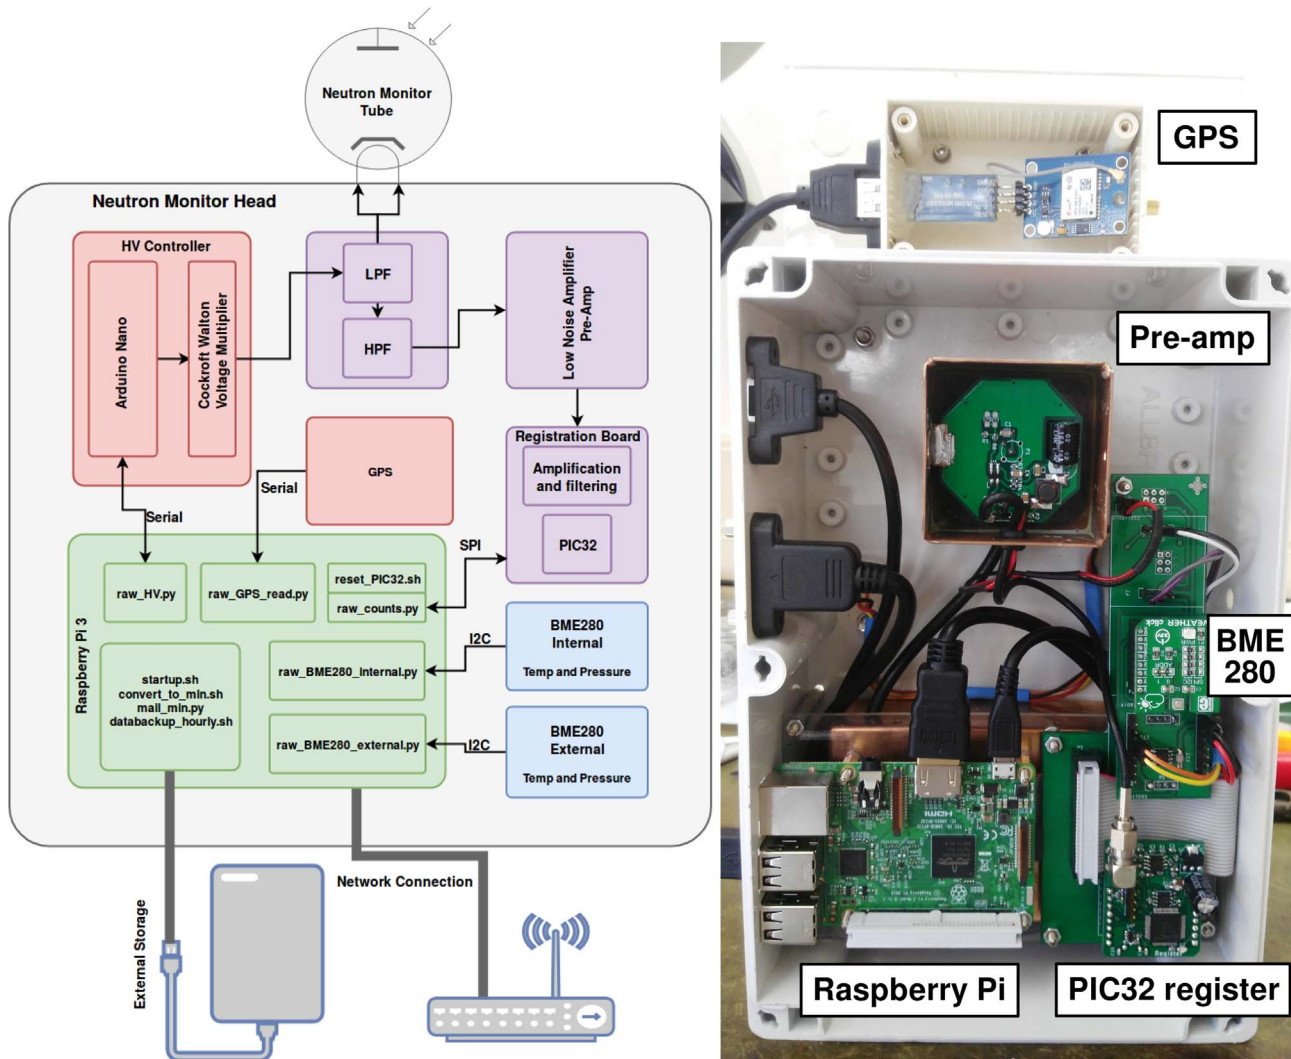 Neutron Monitor
Tube
Neutron Monitor Head
HV Controller
Arduino Nano
Cockroft Walton
Voltage Multiplier
LPF
HPF
Low Noise Amplifier
Pre-Amp
GPS
Serial
Serial
Registration Board
Amplification
and filtering
PIC32
SPI
Raspberry Pi 3
raw_HV.py
raw_GPS_read.py
reset_PIC32.sh
raw_counts.py
startup.sh
convert_to_min.sh
mail_min.py
databackup_hourly.sh
raw_BME280_Internal.py
raw_BME280_external.py
I2C
I2C
BME280
Internal
Temp and Pressure
BME280
External
Temp and Pressure
External Storage
Network Connection
GPS
Pre-amp
WEATHER click
BME
280
HDMI
Register
Raspberry Pi
PIC32 register